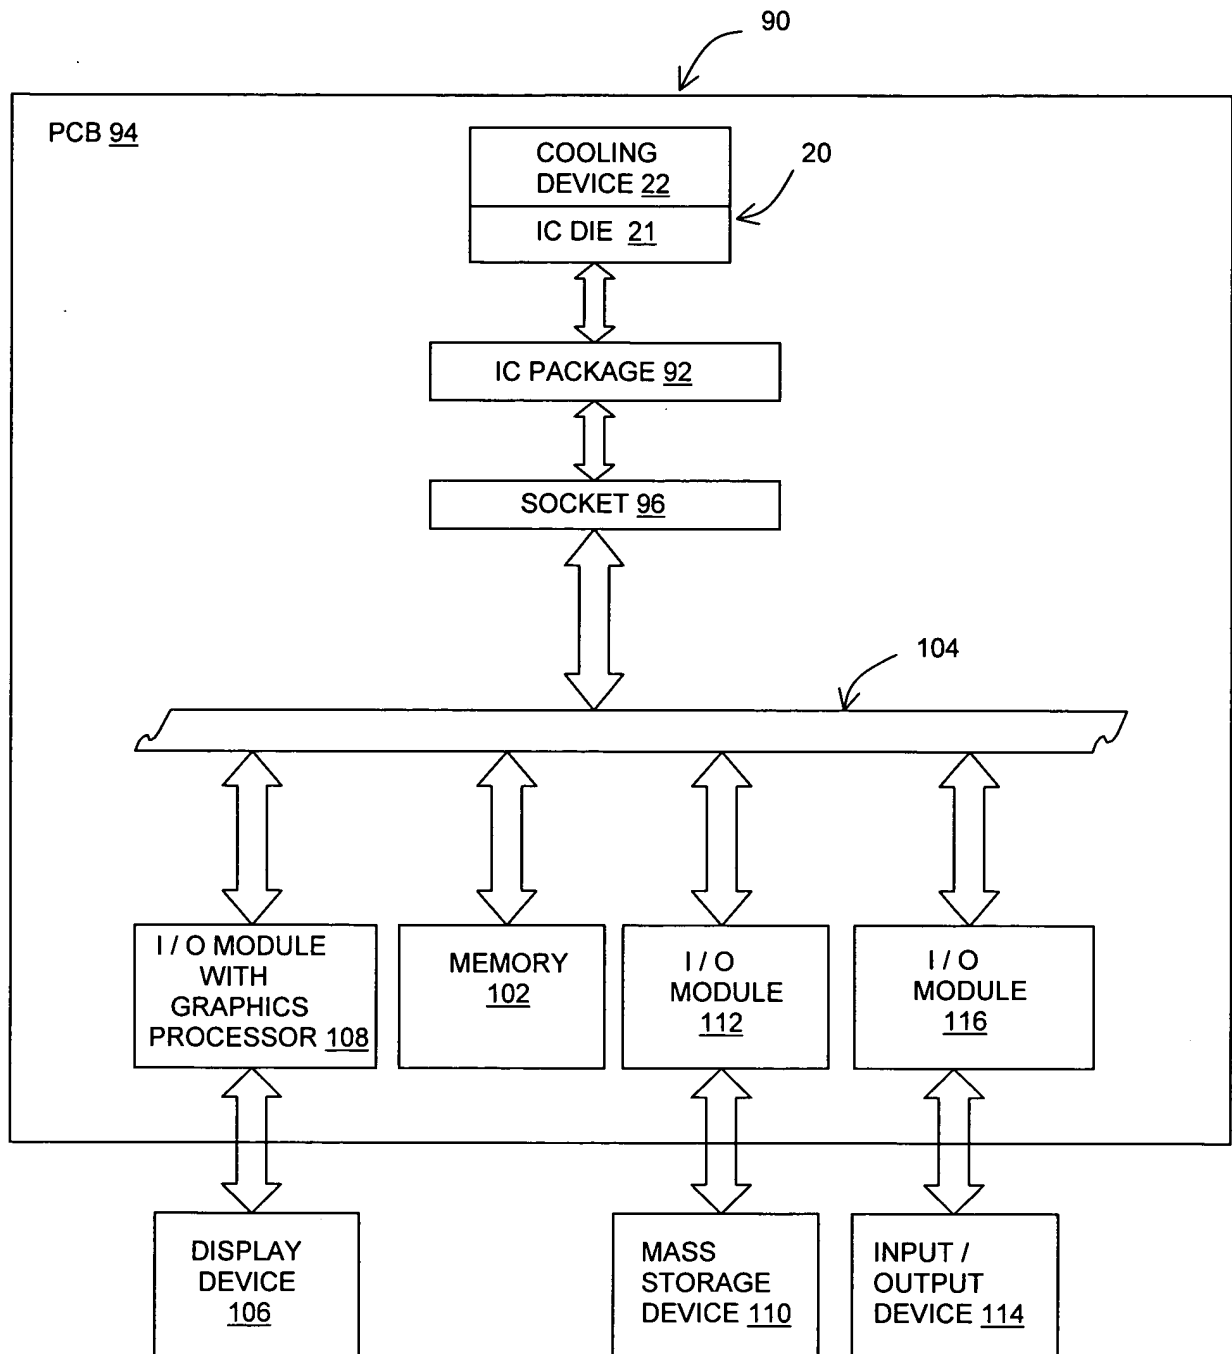 90
PCB 94
COOLING
DEVICE 22
20
IC DIE 21
IC PACKAGE 92
SOCKET 96
104
I / O MODULE
WITH
GRAPHICS
PROCESSOR 108
MEMORY
102
I / O
MODULE
112
I / O
MODULE
116
DISPLAY
DEVICE
106
MASS
STORAGE
DEVICE 110
INPUT /
OUTPUT
DEVICE 114